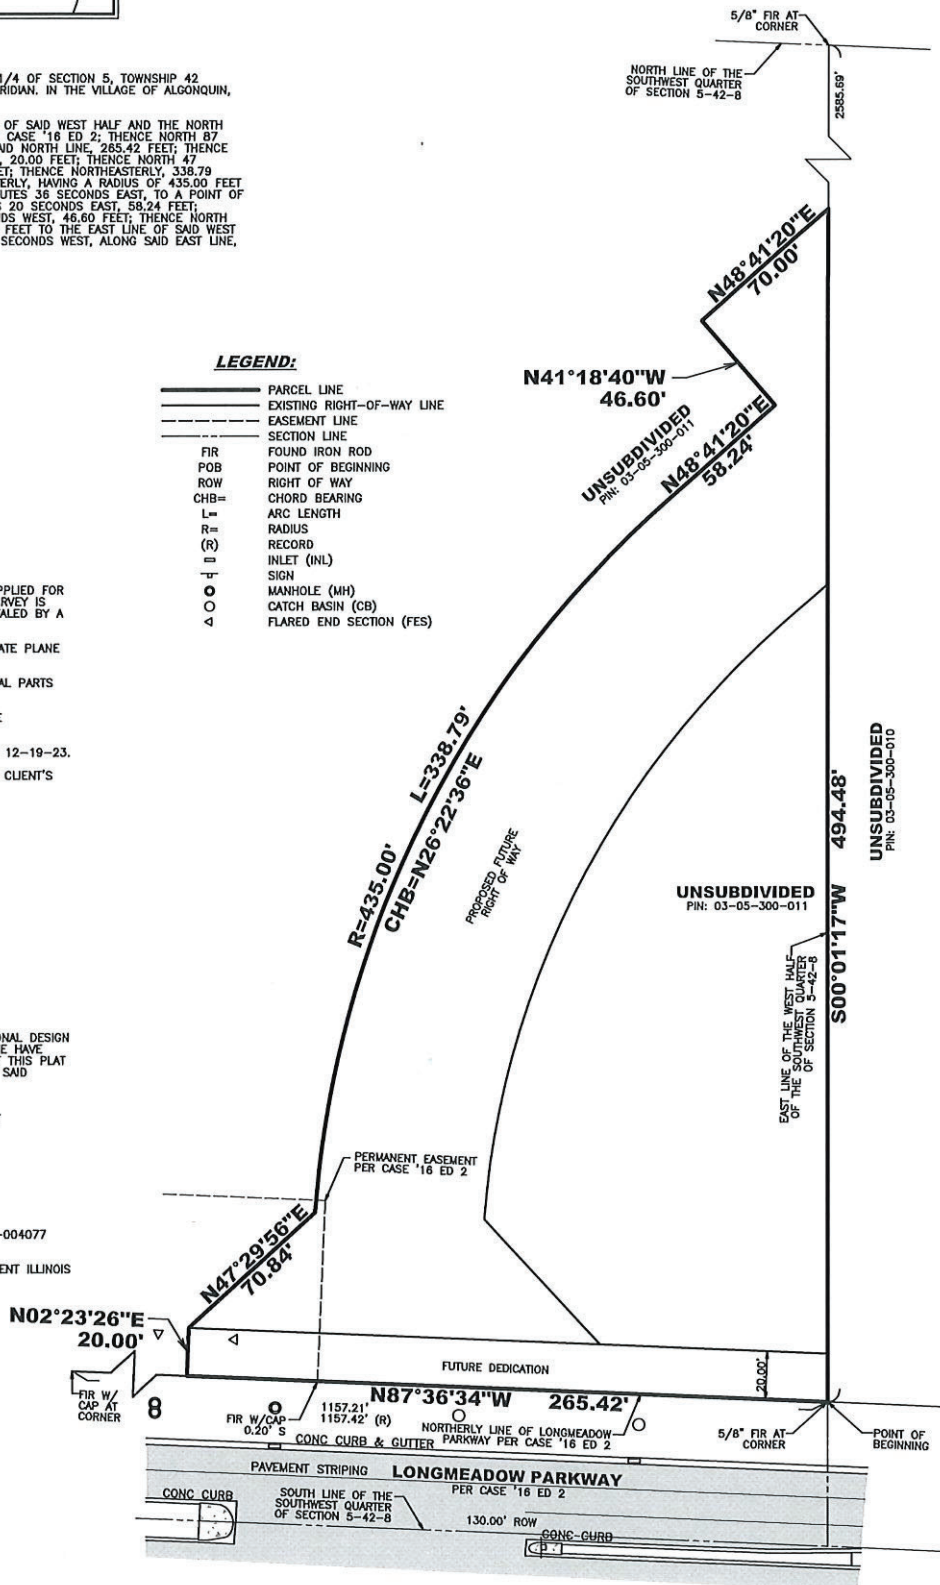 5/8" FIR AT
CORNER
NORTH LINE OF THE
SOUTHWEST QUARTER
OF SECTION 5-42-8
2585.69'
1/4 OF SECTION 5, TOWNSHIP 42
RIDIAN. IN THE VILLAGE OF ALGONQUIN,
OF SAID WEST HALF AND THE NORTH
CASE '16 ED 2; THENCE NORTH 87
ND NORTH LINE, 265.42 FEET; THENCE
, 20.00 FEET; THENCE NORTH 47
ET; THENCE NORTHEASTERLY, 338.79
ERLY, HAVING A RADIUS OF 435.00 FEET
UTES 36 SECONDS EAST, TO A POINT OF
S 20 SECONDS EAST, 58.24 FEET;
DS WEST, 46.60 FEET; THENCE NORTH
FEET TO THE EAST LINE OF SAID WEST
SECONDS WEST, ALONG SAID EAST LINE,
N48°41'20"E
70.00'
N41°18'40"W
46.60'
UNSUBDIVIDED
PIN: 03-05-300-011
N48°41'20"E
58.24'
LEGEND:
PARCEL LINE
EXISTING RIGHT-OF-WAY LINE
EASEMENT LINE
SECTION LINE
FIR FOUND IRON ROD
POB POINT OF BEGINNING
ROW RIGHT OF WAY
CHB= CHORD BEARING
L= ARC LENGTH
R= RADIUS
(R) RECORD
INLET (INL)
SIGN
MANHOLE (MH)
CATCH BASIN (CB)
FLARED END SECTION (FES)
PPLIED FOR
RVEY IS
ALED BY A
ATE PLANE
AL PARTS
E
12-19-23.
CLIENT'S
L=338.79'
R=435.00'
CHB=N26°22'36"E
PROPOSED FUTURE
RIGHT OF WAY
UNSUBDIVIDED
PIN: 03-05-300-010
S00°01'17"W 494.48'
UNSUBDIVIDED
PIN: 03-05-300-011
EAST LINE OF THE WEST HALF
OF THE SOUTHWEST QUARTER
OF SECTION 5-42-8
ONAL DESIGN
E HAVE
T THIS PLAT
SAID
PERMANENT EASEMENT
PER CASE '16 ED 2
-004077
ENT ILLINOIS
N47°29'56"E
70.84'
N02°23'26"E
20.00'
FUTURE DEDICATION
20.00'
FIR W/
CAP AT
CORNER
N87°36'34"W 265.42'
FIR W/CAP
0.20' S
1157.21'
1157.42' (R)
NORTHERLY LINE OF LONGMEADOW
PARKWAY PER CASE '16 ED 2
5/8" FIR AT
CORNER
POINT OF
BEGINNING
CONC CURB & GUTTER
PAVEMENT STRIPING
LONGMEADOW PARKWAY
PER CASE '16 ED 2
CONC CURB
SOUTH LINE OF THE
SOUTHWEST QUARTER
OF SECTION 5-42-8
130.00' ROW
CONC CURB